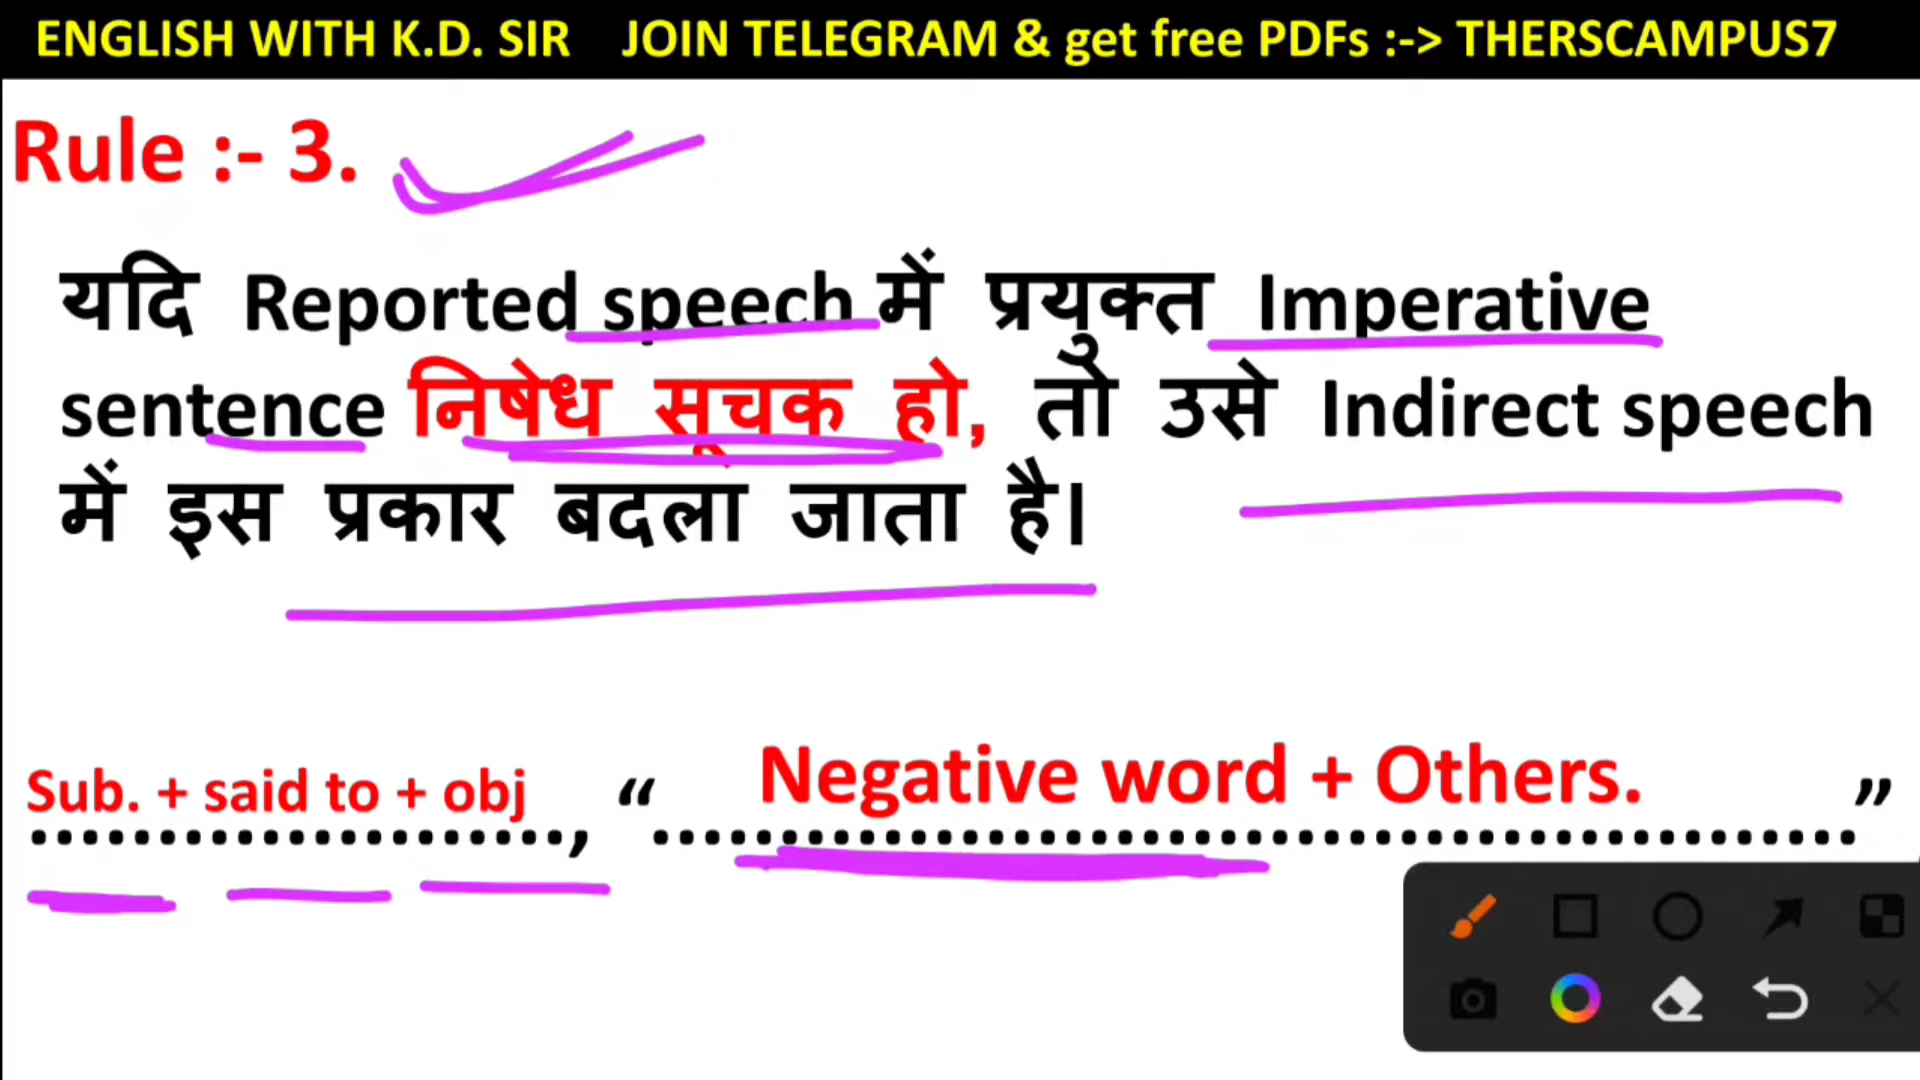 ENGLISH WITH K.D. SIR JOIN TELEGRAM & get free PDFs :-> THERSCAMPUS7
Rule :- 3.
यदि Reported speech में प्रयुक्त Imperative
sentence निषेध सूचक हो, तो उसे Indirect speech
में इस प्रकार बदला जाता है।
Sub. + said to + obj, “ Negative word + Others. ”